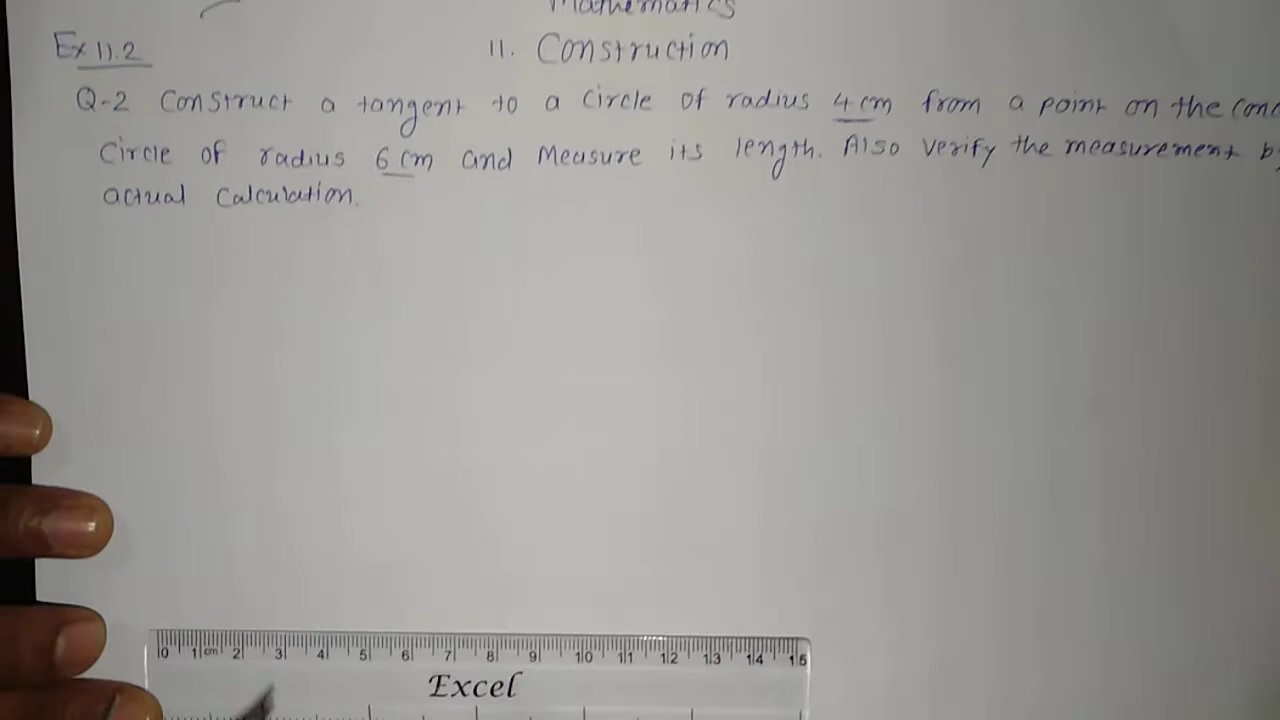 Mathematics
Ex 11.2
11. Construction
Q-2 Construct a tangent to a circle of radius 4 cm from a point on the
Circle of radius 6 cm and Measure its length. Also verify the measurement
actual Calculation.
0 1 cm 2 3 4 5 6 7 8 9 10 11 12 13 14 15
Excel